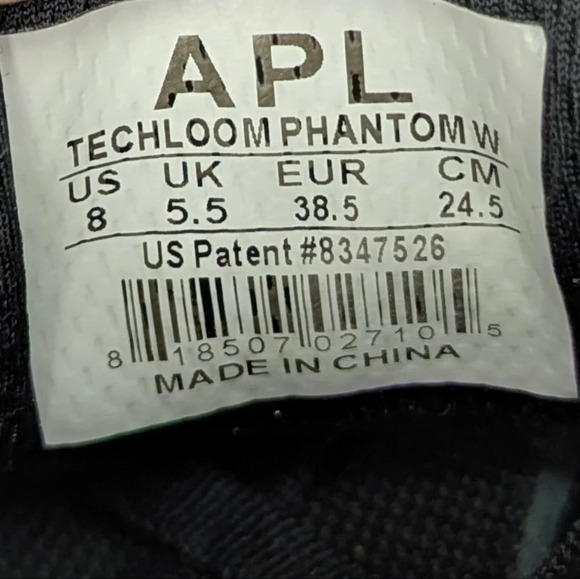 APL
TECHLOOM PHANTOM W
US UK EUR CM
8 5.5 38.5 24.5
US Patent #8347526
8 18507 02710 5
MADE IN CHINA